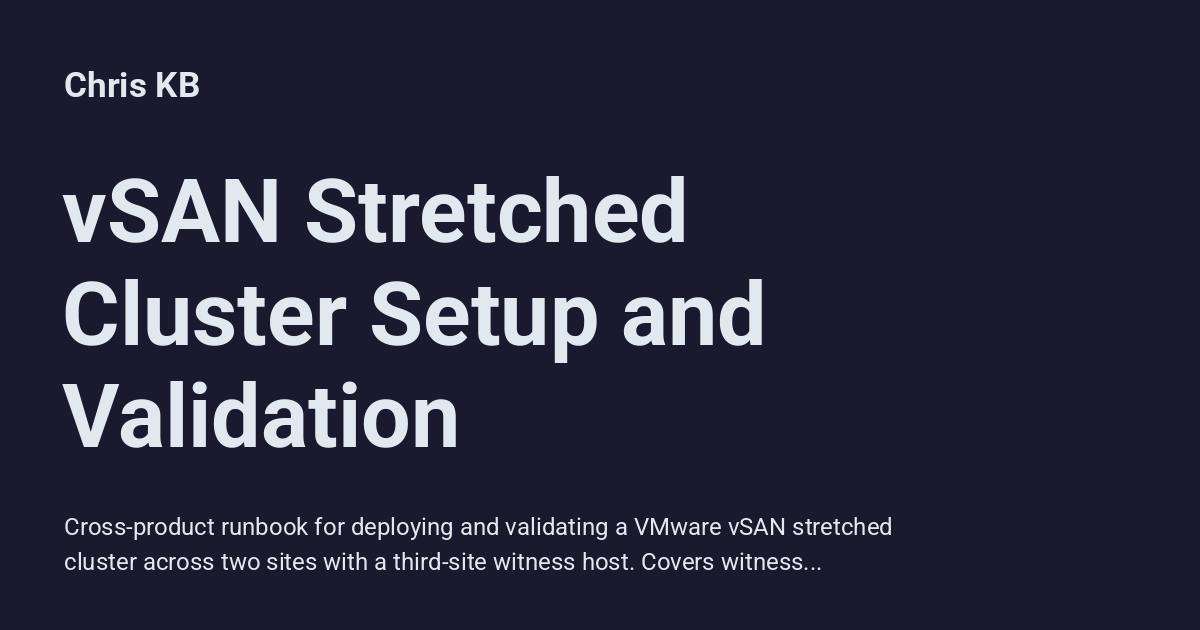 Chris KB
vSAN Stretched
Cluster Setup and
Validation
Cross-product runbook for deploying and validating a VMware vSAN stretched
cluster across two sites with a third-site witness host. Covers witness...